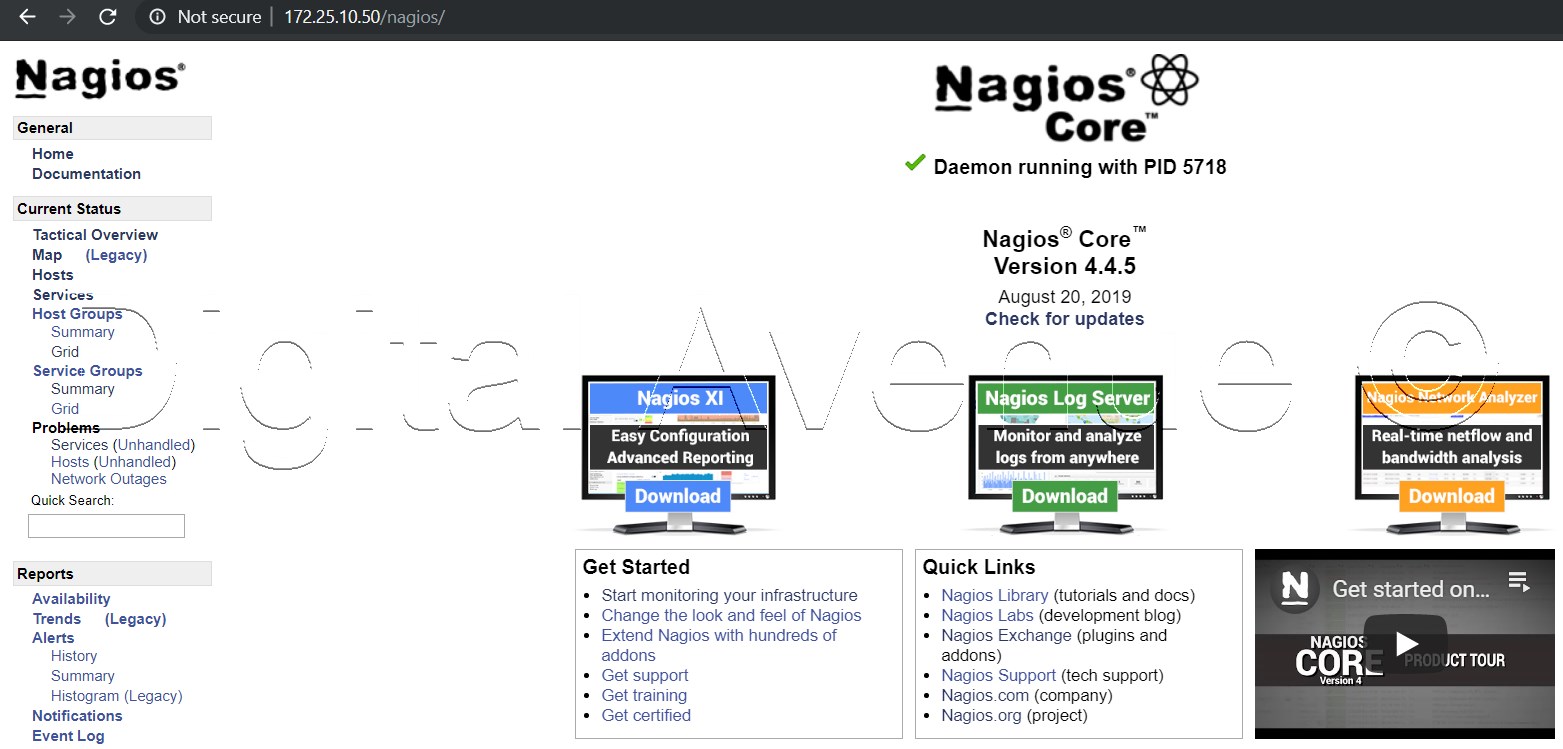 Not secure | 172.25.10.50/nagios/
Nagios®
General
Home
Documentation
Current Status
Tactical Overview
Map (Legacy)
Hosts
Services
Host Groups
Summary
Grid
Service Groups
Summary
Grid
Problems
Services (Unhandled)
Hosts (Unhandled)
Network Outages
Quick Search:
Reports
Availability
Trends (Legacy)
Alerts
History
Summary
Histogram (Legacy)
Notifications
Event Log
Nagios®
Core™
Daemon running with PID 5718
Nagios® Core™
Version 4.4.5
August 20, 2019
Check for updates
Nagios XI
Easy Configuration
Advanced Reporting
Download
Nagios Log Server
Monitor and analyze
logs from anywhere
Download
Nagios Network Analyzer
Real-time netflow and
bandwidth analysis
Download
Get Started
Start monitoring your infrastructure
Change the look and feel of Nagios
Extend Nagios with hundreds of
addons
Get support
Get training
Get certified
Quick Links
Nagios Library (tutorials and docs)
Nagios Labs (development blog)
Nagios Exchange (plugins and
addons)
Nagios Support (tech support)
Nagios.com (company)
Nagios.org (project)
N Get started on...
NAGIOS
CORE PRODUCT TOUR
Version 4
Digital Avenue ©